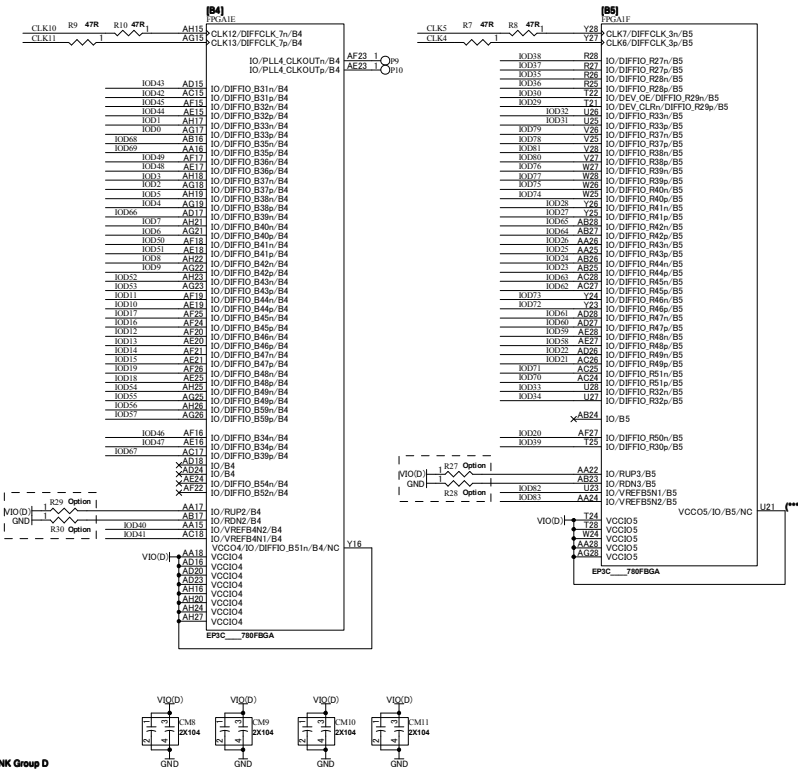 [B4]
FPGA1E
CLK10 R9 47R R10 47R 1 AH15 CLK12/DIFFCLK_7n/B4
CLK11 1 AG15 CLK13/DIFFCLK_7p/B4
IO/PLL4_CLKOUTn/B4 AF23 1 P9
IO/PLL4_CLKOUTp/B4 AE23 1 P10
IOD43 AD15 IO/DIFFIO_B31n/B4
IOD42 AC15 IO/DIFFIO_B31p/B4
IOD45 AF15 IO/DIFFIO_B32n/B4
IOD44 AE15 IO/DIFFIO_B32p/B4
IOD1 AH17 IO/DIFFIO_B33n/B4
IOD0 AG17 IO/DIFFIO_B33p/B4
IOD68 AB16 IO/DIFFIO_B35n/B4
IOD69 AA16 IO/DIFFIO_B35p/B4
IOD49 AF17 IO/DIFFIO_B36n/B4
IOD48 AE17 IO/DIFFIO_B36p/B4
IOD3 AH18 IO/DIFFIO_B37n/B4
IOD2 AG18 IO/DIFFIO_B37p/B4
IOD5 AH19 IO/DIFFIO_B38n/B4
IOD4 AG19 IO/DIFFIO_B38p/B4
IOD66 AD17 IO/DIFFIO_B39n/B4
IOD7 AH21 IO/DIFFIO_B40n/B4
IOD6 AG21 IO/DIFFIO_B40p/B4
IOD50 AF18 IO/DIFFIO_B41n/B4
IOD51 AE18 IO/DIFFIO_B41p/B4
IOD8 AH22 IO/DIFFIO_B42n/B4
IOD9 AG22 IO/DIFFIO_B42p/B4
IOD52 AH23 IO/DIFFIO_B43n/B4
IOD53 AG23 IO/DIFFIO_B43p/B4
IOD11 AF19 IO/DIFFIO_B44n/B4
IOD10 AE19 IO/DIFFIO_B44p/B4
IOD17 AF25 IO/DIFFIO_B45n/B4
IOD16 AF24 IO/DIFFIO_B45p/B4
IOD12 AF20 IO/DIFFIO_B46n/B4
IOD13 AE20 IO/DIFFIO_B46p/B4
IOD14 AF21 IO/DIFFIO_B47n/B4
IOD15 AE21 IO/DIFFIO_B47p/B4
IOD19 AF26 IO/DIFFIO_B48n/B4
IOD18 AE25 IO/DIFFIO_B48p/B4
IOD54 AH25 IO/DIFFIO_B49n/B4
IOD55 AG25 IO/DIFFIO_B49p/B4
IOD56 AH26 IO/DIFFIO_B59n/B4
IOD57 AG26 IO/DIFFIO_B59p/B4
IOD46 AF16 IO/DIFFIO_B34n/B4
IOD47 AE16 IO/DIFFIO_B34p/B4
IOD67 AC17 IO/DIFFIO_B39p/B4
AD18 IO/B4
AD24 IO/B4
AE24 IO/DIFFIO_B54n/B4
AF22 IO/DIFFIO_B52n/B4
R29 Option
VIO(D) 1 AA17 IO/RUP2/B4
GND 1 AB17 IO/RDN2/B4
R30 Option
IOD40 AA15 IO/VREFB4N2/B4
IOD41 AC18 IO/VREFB4N1/B4
VCCO4/IO/DIFFIO_B51n/B4/NC Y16
VIO(D) AA18 VCCIO4
AD16 VCCIO4
AD20 VCCIO4
AD23 VCCIO4
AH16 VCCIO4
AH20 VCCIO4
AH24 VCCIO4
AH27 VCCIO4
EP3C___780FBGA
[B5]
FPGA1F
CLK5 R7 47R R8 47R 1 Y28 CLK7/DIFFCLK_3n/B5
CLK4 1 Y27 CLK6/DIFFCLK_3p/B5
IOD38 R28 IO/DIFFIO_R27n/B5
IOD37 R27 IO/DIFFIO_R27p/B5
IOD35 R26 IO/DIFFIO_R28n/B5
IOD36 R25 IO/DIFFIO_R28p/B5
IOD30 T22 IO/DEV_OE/DIFFIO_R29n/B5
IOD29 T21 IO/DEV_CLRn/DIFFIO_R29p/B5
IOD32 U26 IO/DIFFIO_R33n/B5
IOD31 U25 IO/DIFFIO_R33p/B5
IOD79 V26 IO/DIFFIO_R37n/B5
IOD78 V25 IO/DIFFIO_R37p/B5
IOD81 V28 IO/DIFFIO_R38n/B5
IOD80 V27 IO/DIFFIO_R38p/B5
IOD76 W27 IO/DIFFIO_R39n/B5
IOD77 W28 IO/DIFFIO_R39p/B5
IOD75 W26 IO/DIFFIO_R40n/B5
IOD74 W25 IO/DIFFIO_R40p/B5
IOD28 Y26 IO/DIFFIO_R41n/B5
IOD27 Y25 IO/DIFFIO_R41p/B5
IOD65 AB28 IO/DIFFIO_R42n/B5
IOD64 AB27 IO/DIFFIO_R42p/B5
IOD26 AA26 IO/DIFFIO_R43n/B5
IOD25 AA25 IO/DIFFIO_R43p/B5
IOD24 AB26 IO/DIFFIO_R44n/B5
IOD23 AB25 IO/DIFFIO_R44p/B5
IOD63 AC28 IO/DIFFIO_R45n/B5
IOD62 AC27 IO/DIFFIO_R45p/B5
IOD73 Y24 IO/DIFFIO_R46n/B5
IOD72 Y23 IO/DIFFIO_R46p/B5
IOD61 AD28 IO/DIFFIO_R47n/B5
IOD60 AD27 IO/DIFFIO_R47p/B5
IOD59 AE28 IO/DIFFIO_R48n/B5
IOD58 AE27 IO/DIFFIO_R48p/B5
IOD22 AD26 IO/DIFFIO_R49n/B5
IOD21 AC26 IO/DIFFIO_R49p/B5
IOD71 AC25 IO/DIFFIO_R51n/B5
IOD70 AC24 IO/DIFFIO_R51p/B5
IOD33 U28 IO/DIFFIO_R32n/B5
IOD34 U27 IO/DIFFIO_R32p/B5
AB24 IO/B5
IOD20 AF27 IO/DIFFIO_R50n/B5
IOD39 T25 IO/DIFFIO_R30p/B5
R27 Option
VIO(D) 1 AA22 IO/RUP3/B5
GND 1 AB23 IO/RDN3/B5
R28 Option
IOD82 U23 IO/VREFB5N1/B5
IOD83 AA24 IO/VREFB5N2/B5
VCCO5/IO/B5/NC U21 (***
VIO(D) T24 VCCIO5
T28 VCCIO5
W24 VCCIO5
AA28 VCCIO5
AG28 VCCIO5
EP3C___780FBGA
VIO(D) VIO(D) VIO(D) VIO(D)
1 3 CM8 1 3 CM9 1 3 CM10 1 3 CM11
2X104 2X104 2X104 2X104
2 4 2 4 2 4 2 4
GND GND GND GND
NK Group D